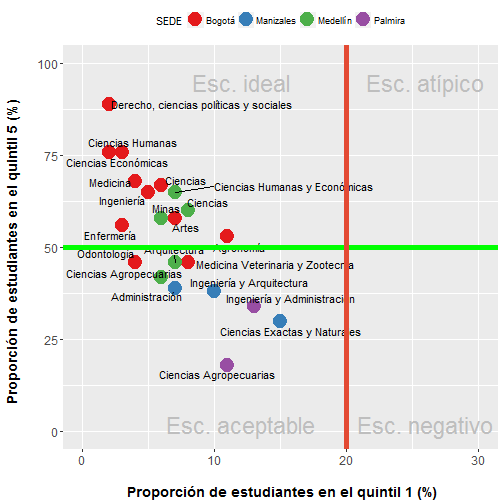 SEDE Bogotá Manizales Medellín Palmira
Proporción de estudiantes en el quintil 5 (%)
100
75
50
25
0
Esc. ideal
Esc. atípico
Derecho, ciencias políticas y sociales
Ciencias Humanas
Ciencias Económicas
Medicina
Ciencias
Ciencias Humanas y Económicas
Ingeniería
Minas
Ciencias
Artes
Enfermería
Agronomía
Odontología
Arquitectura
Medicina Veterinaria y Zootecnia
Ciencias Agropecuarias
Ingeniería y Arquitectura
Administración
Ingeniería y Administración
Ciencias Exactas y Naturales
Ciencias Agropecuarias
Esc. aceptable
Esc. negativo
0
10
20
30
Proporción de estudiantes en el quintil 1 (%)